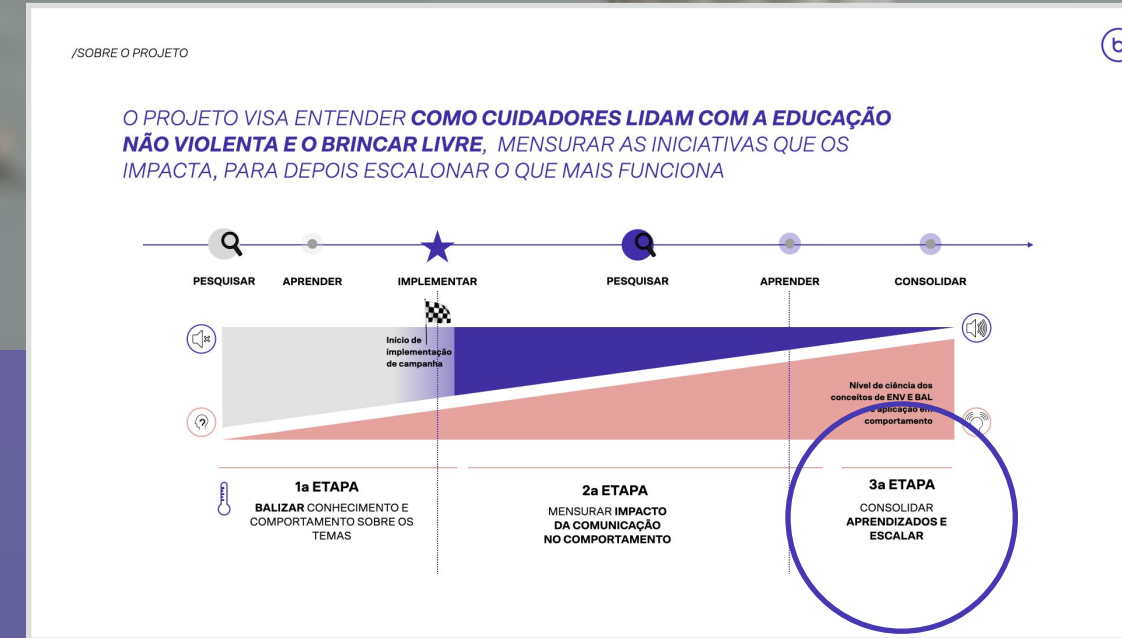 /SOBRE O PROJETO
b
O PROJETO VISA ENTENDER COMO CUIDADORES LIDAM COM A EDUCAÇÃO
NÃO VIOLENTA E O BRINCAR LIVRE, MENSURAR AS INICIATIVAS QUE OS
IMPACTA, PARA DEPOIS ESCALONAR O QUE MAIS FUNCIONA
PESQUISAR APRENDER IMPLEMENTAR PESQUISAR APRENDER CONSOLIDAR
Início de
implementação
de campanha
Nível de ciência dos
conceitos de ENV E BAL
aplicação em
comportamento
1a ETAPA
BALIZAR CONHECIMENTO E
COMPORTAMENTO SOBRE OS
TEMAS
2a ETAPA
MENSURAR IMPACTO
DA COMUNICAÇÃO
NO COMPORTAMENTO
3a ETAPA
CONSOLIDAR
APRENDIZADOS E
ESCALAR